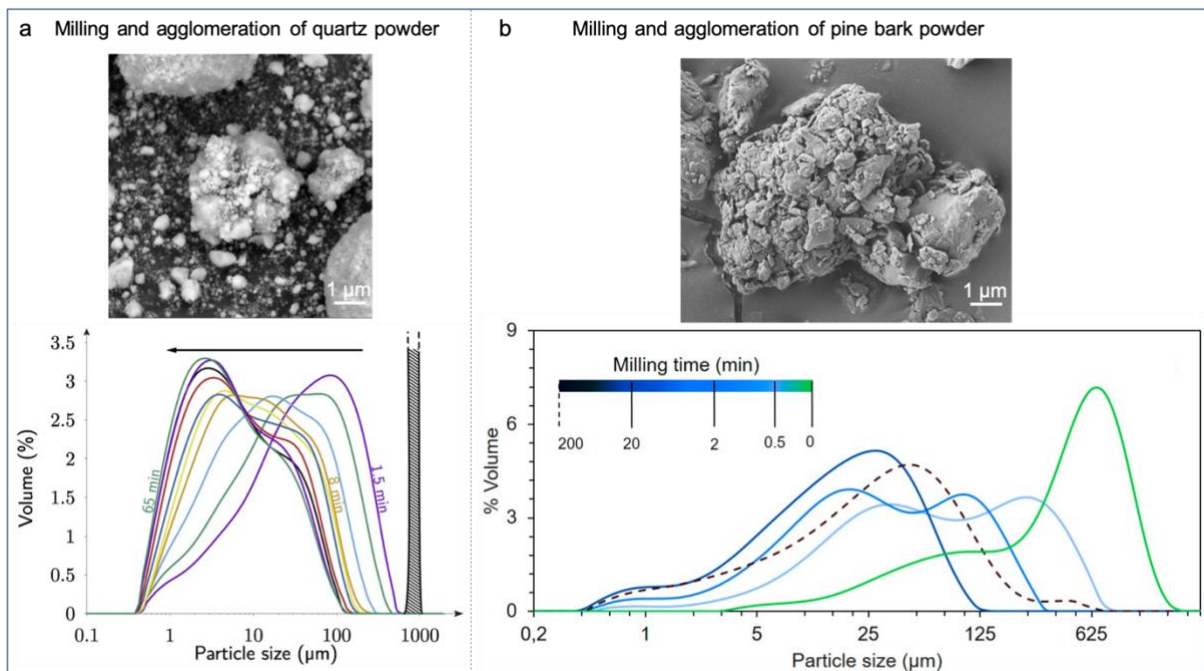 a Milling and agglomeration of quartz powder
1 μm
3.5
3
2.5
2
1.5
1
0.5
0
Volume (%)
65 min
8 min
1.5 min
0.1 1 10 100 1000
Particle size (μm)
b Milling and agglomeration of pine bark powder
1 μm
9
6
3
0
% Volume
Milling time (min)
200 20 2 0.5 0
0,2 1 5 25 125 625
Particle size (μm)